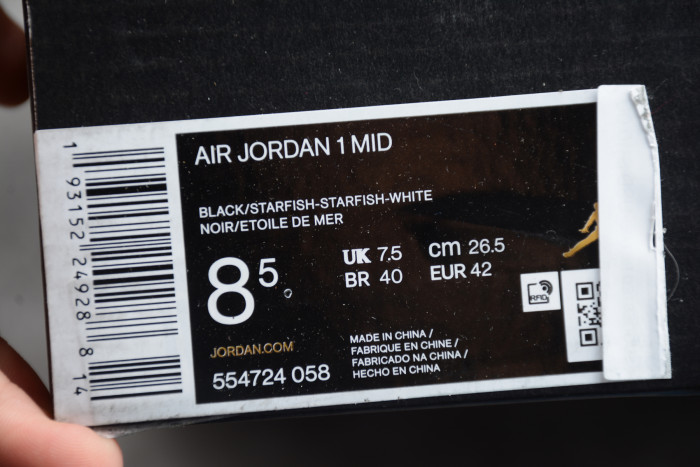 AIR JORDAN 1 MID
BLACK/STARFISH-STARFISH-WHITE
NOIR/ETOILE DE MER
8 5
UK 7.5 cm 26.5
BR 40 EUR 42
JORDAN.COM
554724 058
MADE IN CHINA /
FABRIQUE EN CHINE /
FABRICADO NA CHINA /
HECHO EN CHINA
RFID
1 93152 24928 8 14